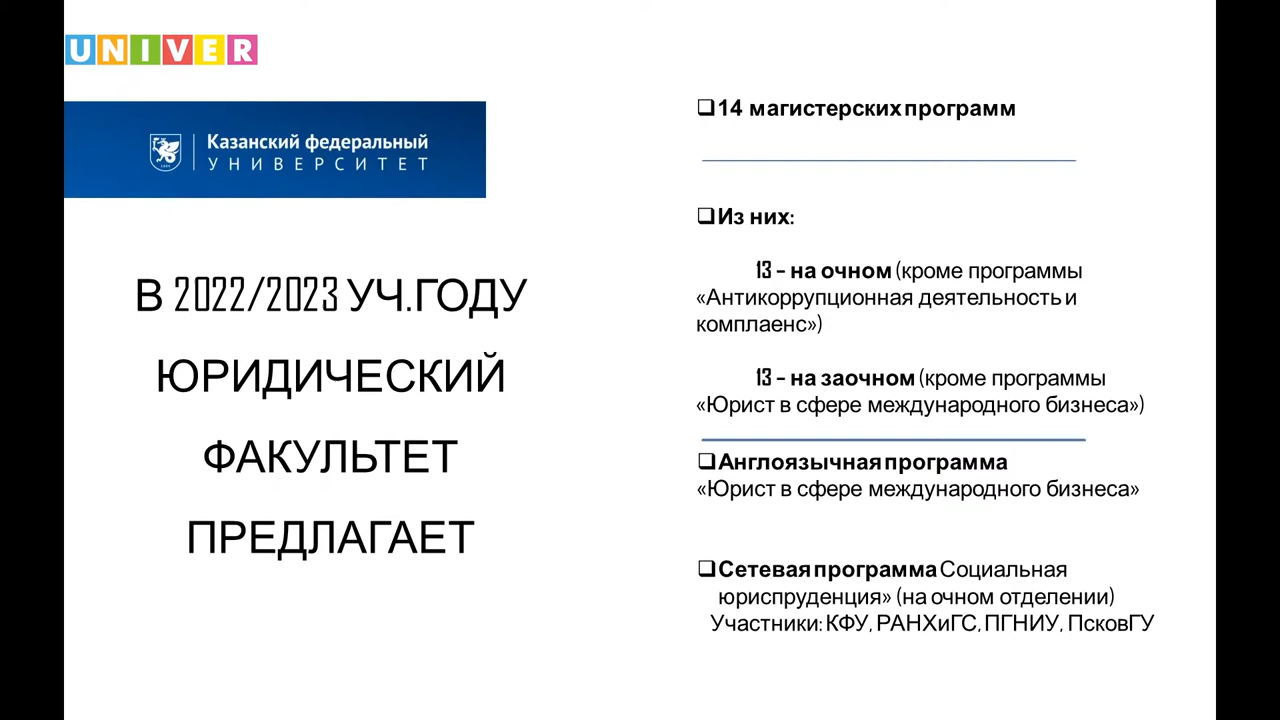 UNIVER
Казанский федеральный
УНИВЕРСИТЕТ
В 2022/2023 УЧ.ГОДУ
ЮРИДИЧЕСКИЙ
ФАКУЛЬТЕТ
ПРЕДЛАГАЕТ
❑14 магистерских программ
❑Из них:
13 – на очном (кроме программы
«Антикоррупционная деятельность и
комплаенс»)
13 – на заочном (кроме программы
«Юрист в сфере международного бизнеса»)
❑Англоязычная программа
«Юрист в сфере международного бизнеса»
❑Сетевая программа Социальная
юриспруденция» (на очном отделении)
Участники: КФУ, РАНХиГС, ПГНИУ, ПсковГУ